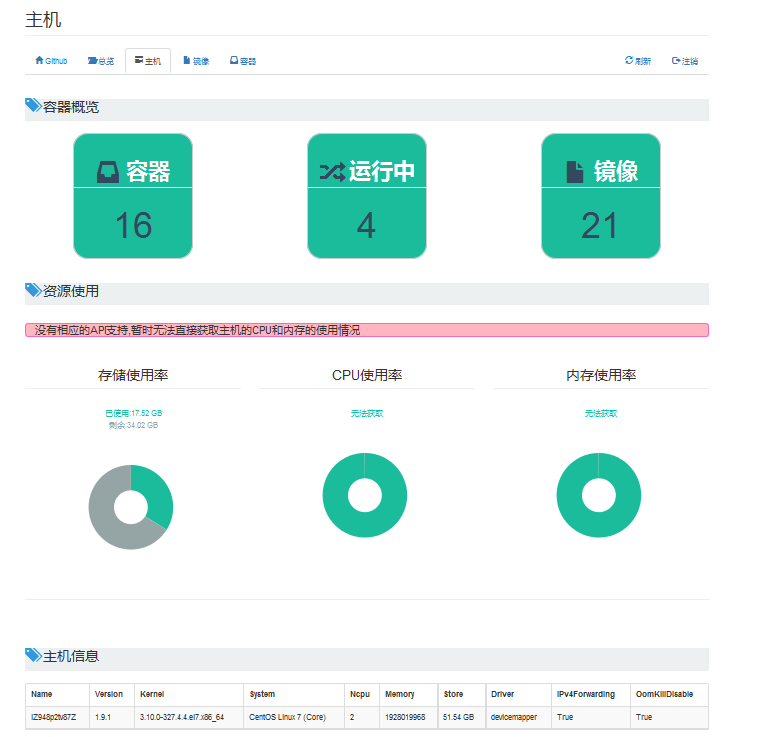 主机
Github 总览 主机 镜像 容器 刷新 注销
容器概览
容器 运行中 镜像
16 4 21
资源使用
没有相应的API支持,暂时无法直接获取主机的CPU和内存的使用情况
存储使用率 CPU使用率 内存使用率
已使用:17.52 GB 无法获取 无法获取
剩余:34.02 GB
主机信息
Name Version Kernel System Ncpu Memory Store Driver IPv4Forwarding OomKillDisable
iZ948p2tv87Z 1.9.1 3.10.0-327.4.4.el7.x86_64 CentOS Linux 7 (Core) 2 1928019968 51.54 GB devicemapper True True